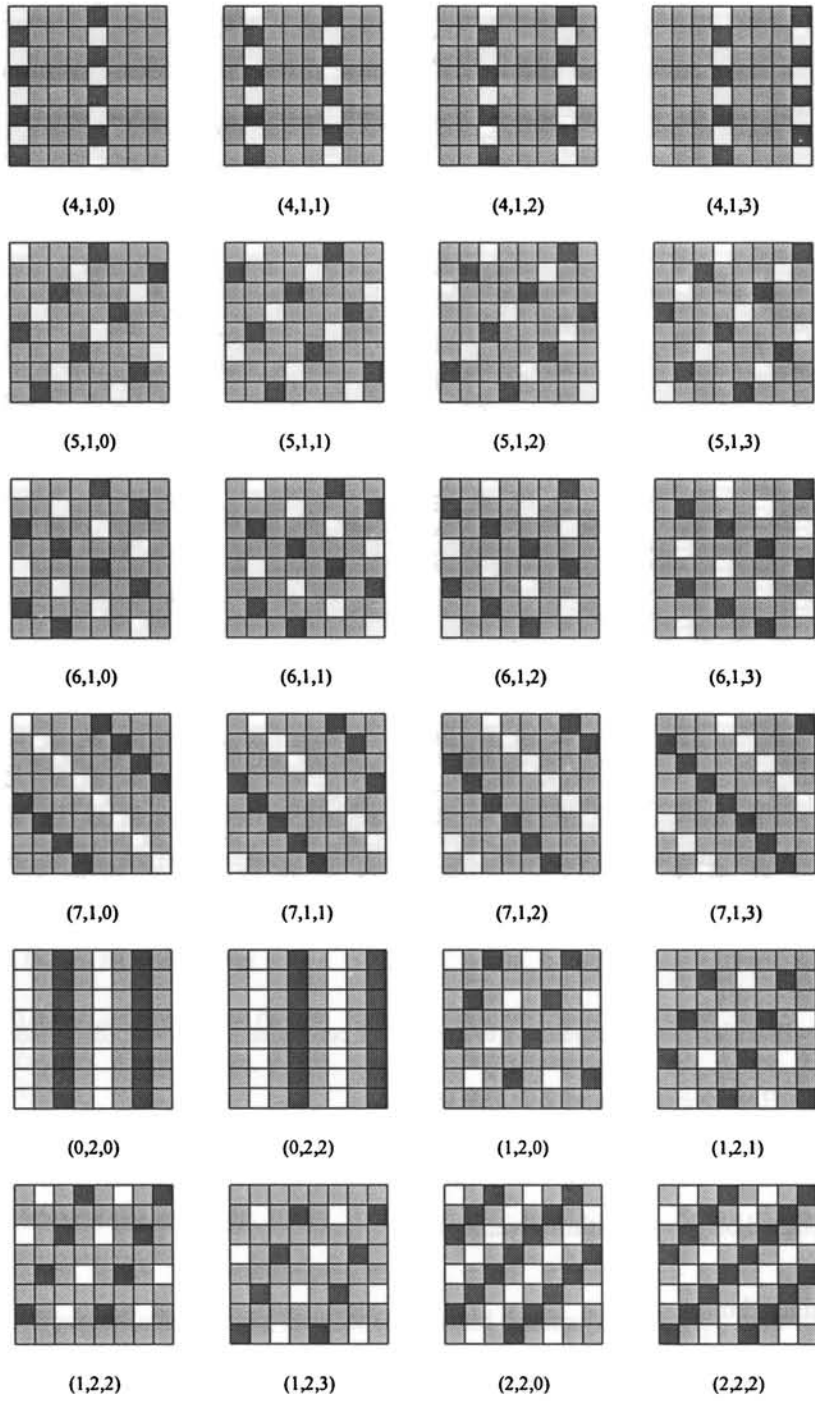 (4,1,0) (4,1,1) (4,1,2) (4,1,3)
(5,1,0) (5,1,1) (5,1,2) (5,1,3)
(6,1,0) (6,1,1) (6,1,2) (6,1,3)
(7,1,0) (7,1,1) (7,1,2) (7,1,3)
(0,2,0) (0,2,2) (1,2,0) (1,2,1)
(1,2,2) (1,2,3) (2,2,0) (2,2,2)